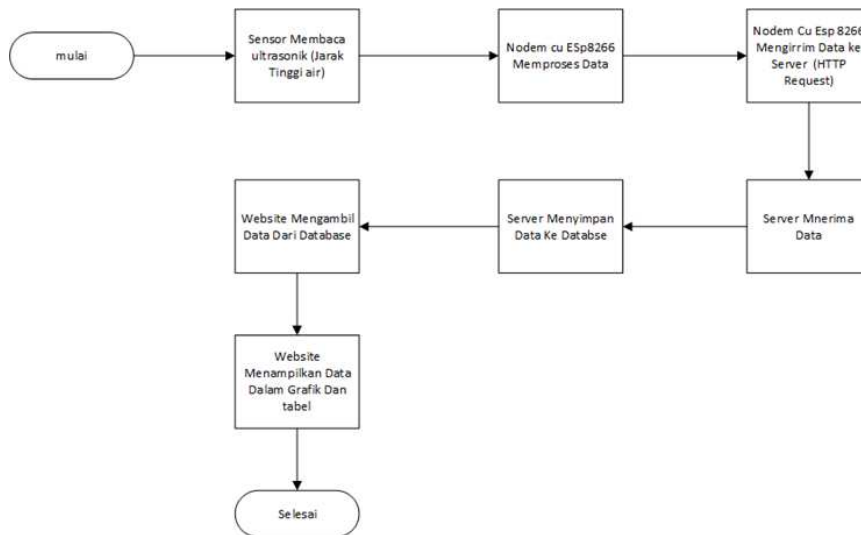 mulai
Sensor Membaca
ultrasonik (Jarak
Tinggi air)
Nodem cu ESp8266
Memproses Data
Nodem Cu Esp 8266
Mengirrim Data ke
Server (HTTP
Request)
Server Mnerima
Data
Server Menyimpan
Data Ke Databse
Website Mengambil
Data Dari Database
Website
Menampilkan Data
Dalam Grafik Dan
tabel
Selesai